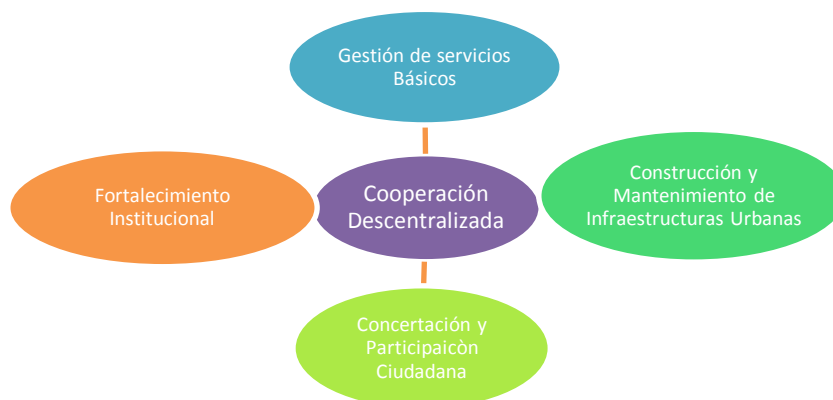 Gestión de servicios
Básicos
Fortalecimiento
Institucional
Cooperación
Descentralizada
Construcción y
Mantenimiento de
Infraestructuras Urbanas
Concertación y
Participaicòn
Ciudadana